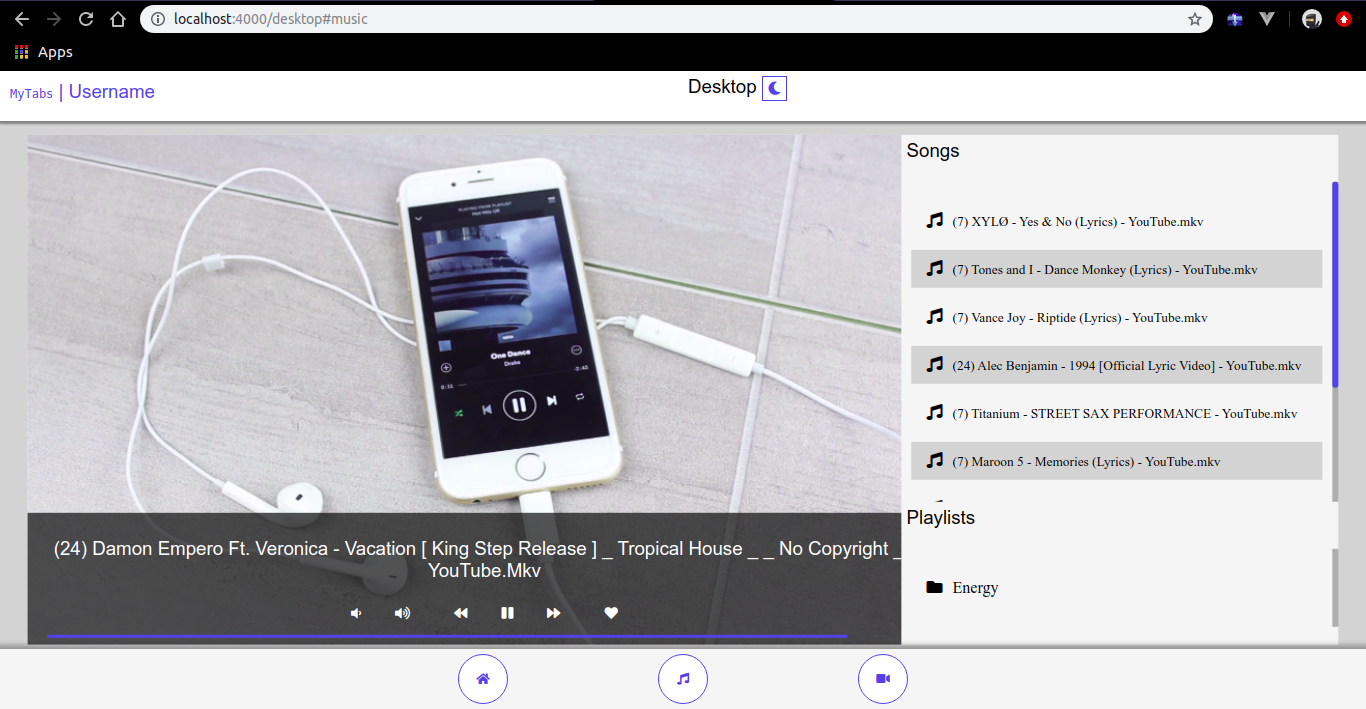 localhost:4000/desktop#music
Apps
MyTabs | Username
Desktop
Songs
(7) XYLØ - Yes & No (Lyrics) - YouTube.mkv
(7) Tones and I - Dance Monkey (Lyrics) - YouTube.mkv
(7) Vance Joy - Riptide (Lyrics) - YouTube.mkv
(24) Alec Benjamin - 1994 [Official Lyric Video] - YouTube.mkv
(7) Titanium - STREET SAX PERFORMANCE - YouTube.mkv
(7) Maroon 5 - Memories (Lyrics) - YouTube.mkv
Playlists
Energy
PLAYING FROM PLAYLIST
Hot Hits UK
One Dance
Drake
0:11
-2:43
(24) Damon Empero Ft. Veronica - Vacation [ King Step Release ] _ Tropical House _ _ No Copyright _
YouTube.Mkv